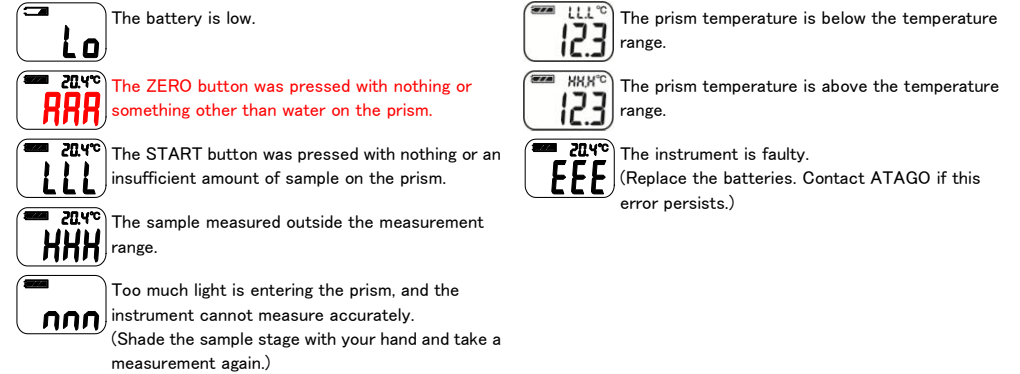 Lo
The battery is low.
20.4°C
AAA
The ZERO button was pressed with nothing or
something other than water on the prism.
20.4°C
LLL
The START button was pressed with nothing or an
insufficient amount of sample on the prism.
20.4°C
HHH
The sample measured outside the measurement
range.
nnn
Too much light is entering the prism, and the
instrument cannot measure accurately.
(Shade the sample stage with your hand and take a
measurement again.)
LL.L°C
12.3
The prism temperature is below the temperature
range.
HH.H°C
12.3
The prism temperature is above the temperature
range.
20.4°C
EEE
The instrument is faulty.
(Replace the batteries. Contact ATAGO if this
error persists.)